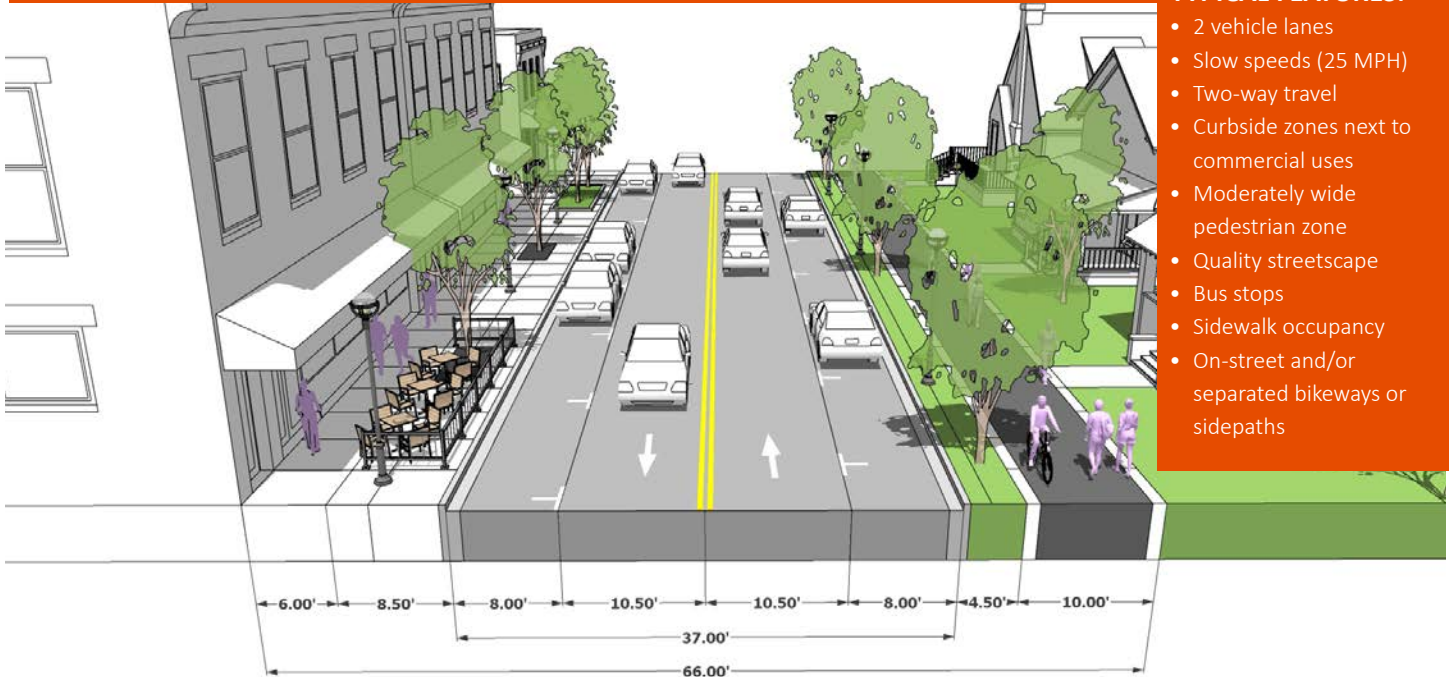 TYPICAL FEATURES:
• 2 vehicle lanes
• Slow speeds (25 MPH)
• Two-way travel
• Curbside zones next to
commercial uses
• Moderately wide
pedestrian zone
• Quality streetscape
• Bus stops
• Sidewalk occupancy
• On-street and/or
separated bikeways or
sidepaths
6.00' 8.50' 8.00' 10.50' 10.50' 8.00' 4.50' 10.00'
37.00'
66.00'